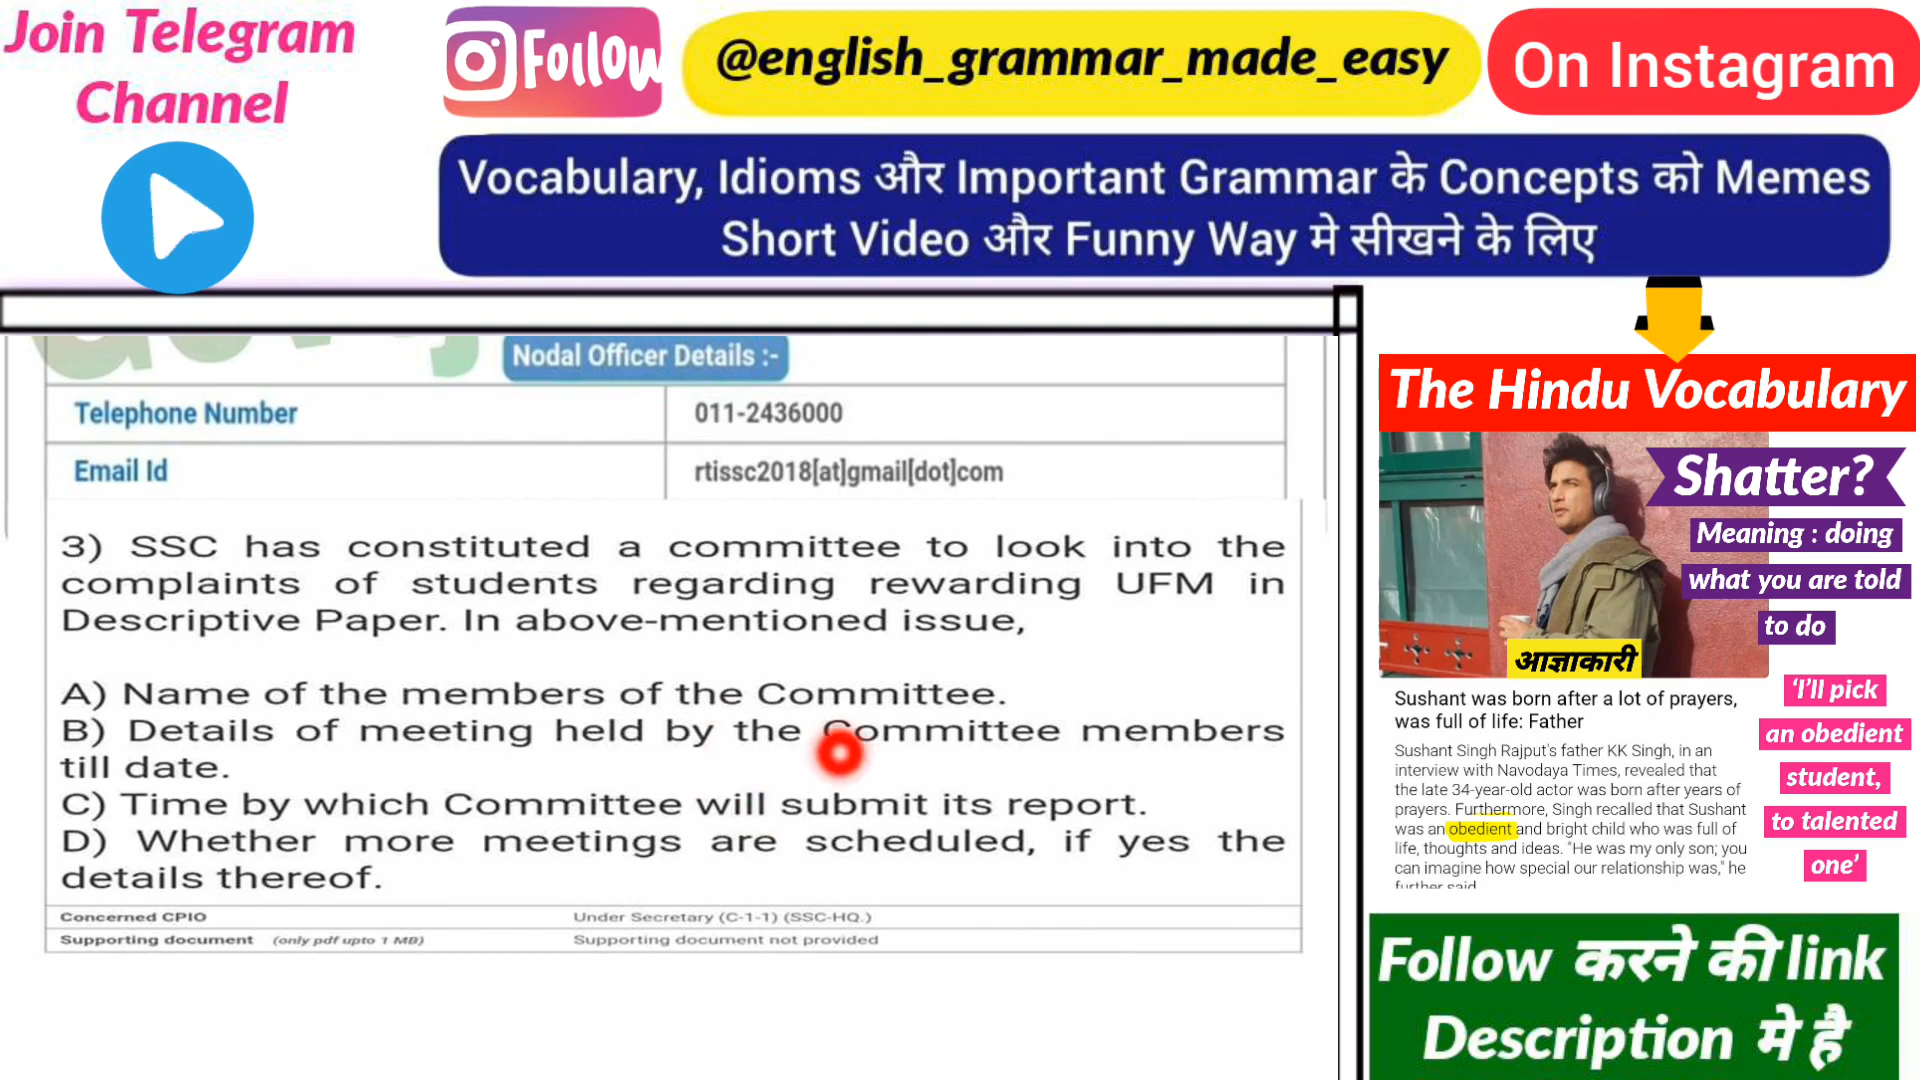 Join Telegram
Channel
Follow
@english_grammar_made_easy
On Instagram
Vocabulary, Idioms और Important Grammar के Concepts को Memes
Short Video और Funny Way मे सीखने के लिए
Nodal Officer Details :-
Telephone Number 011-2436000
Email Id rtissc2018[at]gmail[dot]com
3) SSC has constituted a committee to look into the
complaints of students regarding rewarding UFM in
Descriptive Paper. In above-mentioned issue,
A) Name of the members of the Committee.
B) Details of meeting held by the Committee members
till date.
C) Time by which Committee will submit its report.
D) Whether more meetings are scheduled, if yes the
details thereof.
Concerned CPIO Under Secretary (C-1-1) (SSC-HQ.)
Supporting document (only pdf upto 1 MB) Supporting document not provided
The Hindu Vocabulary
Shatter?
Meaning : doing
what you are told
to do
आज्ञाकारी
Sushant was born after a lot of prayers,
was full of life: Father
Sushant Singh Rajput's father KK Singh, in an
interview with Navodaya Times, revealed that
the late 34-year-old actor was born after years of
prayers. Furthermore, Singh recalled that Sushant
was an obedient and bright child who was full of
life, thoughts and ideas. "He was my only son; you
can imagine how special our relationship was," he
further said
‘I’ll pick
an obedient
student,
to talented
one’
Follow करने की link
Description मे है